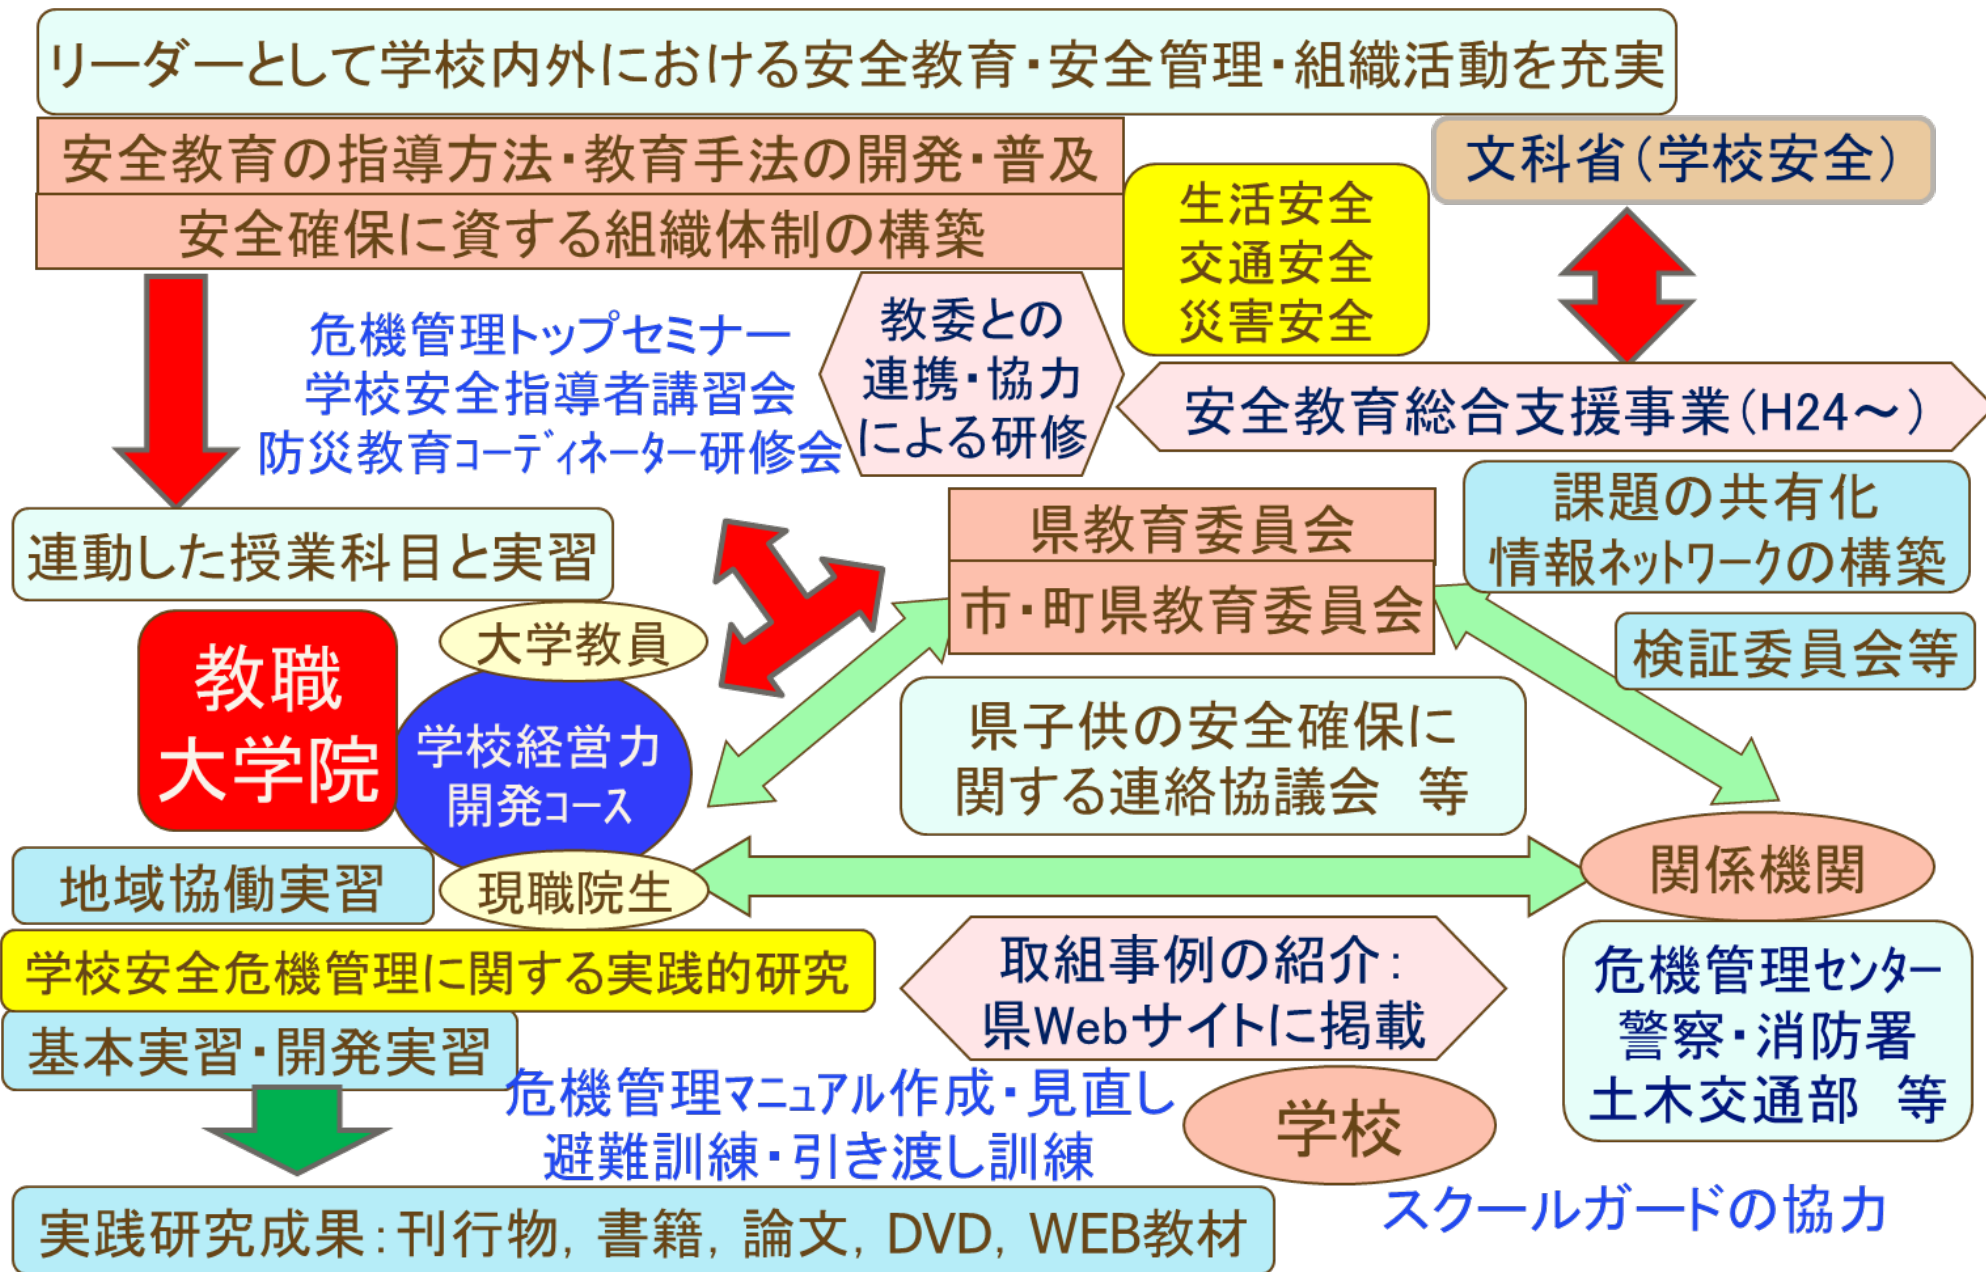 リーダーとして学校内外における安全教育・安全管理・組織活動を充実
安全教育の指導方法・教育手法の開発・普及
安全確保に資する組織体制の構築
文科省(学校安全)
生活安全
交通安全
災害安全
危機管理トップセミナー
学校安全指導者講習会
防災教育コーディネーター研修会
教委との
連携・協力
による研修
安全教育総合支援事業(H24～)
県教育委員会
市・町県教育委員会
課題の共有化
情報ネットワークの構築
検証委員会等
連動した授業科目と実習
教職
大学院
大学教員
学校経営力
開発コース
現職院生
県子供の安全確保に
関する連絡協議会　等
地域協働実習
関係機関
学校安全危機管理に関する実践的研究
取組事例の紹介:
県Webサイトに掲載
危機管理センター
警察・消防署
土木交通部　等
基本実習・開発実習
危機管理マニュアル作成・見直し
避難訓練・引き渡し訓練
学校
スクールガードの協力
実践研究成果:刊行物, 書籍, 論文, DVD, WEB教材